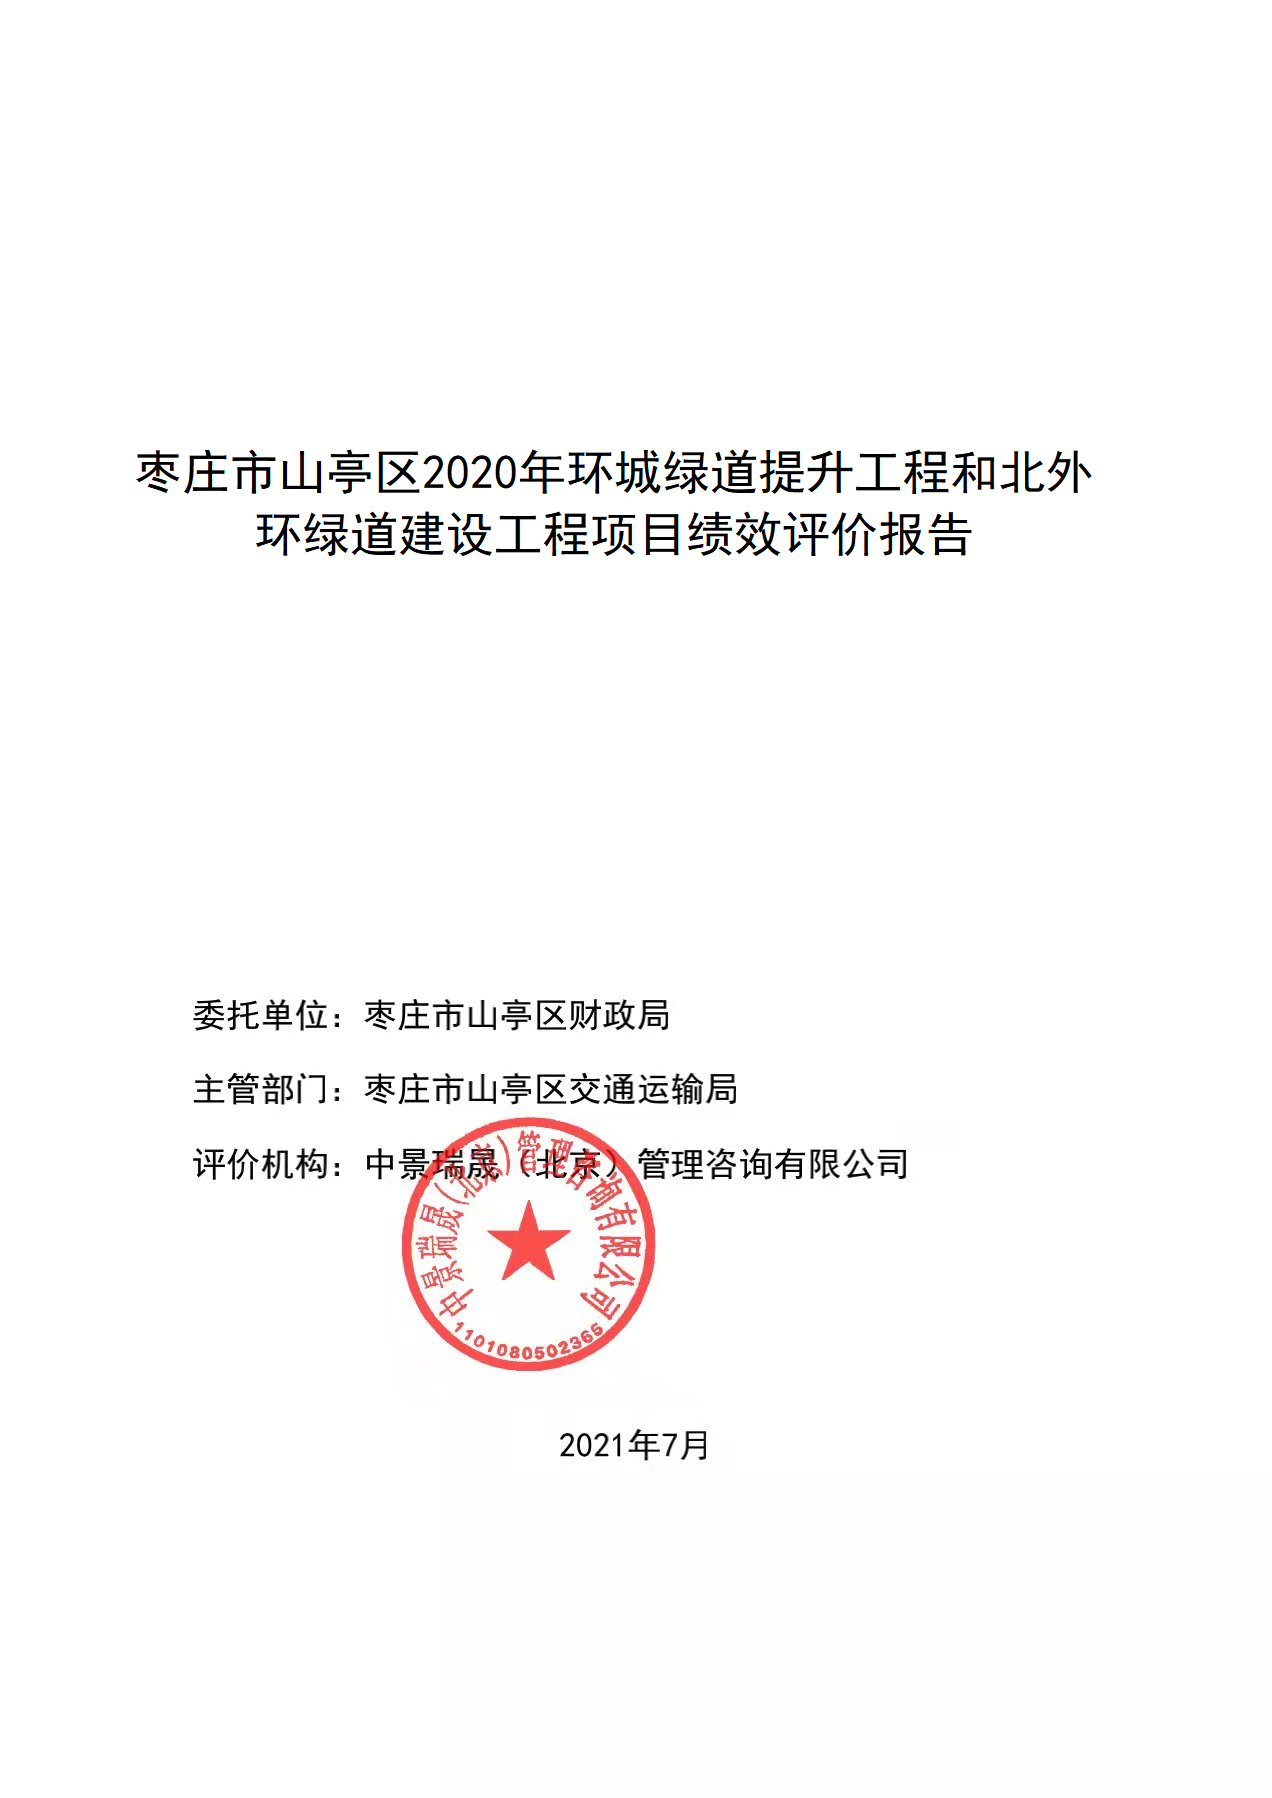 枣庄市山亭区2020年环城绿道提升工程和北外
环绿道建设工程项目绩效评价报告
委托单位：枣庄市山亭区财政局
主管部门：枣庄市山亭区交通运输局
评价机构：中景瑞晟（北京）管理咨询有限公司
中景瑞晟(北京)管理咨询有限公司
1101080502365
2021年7月